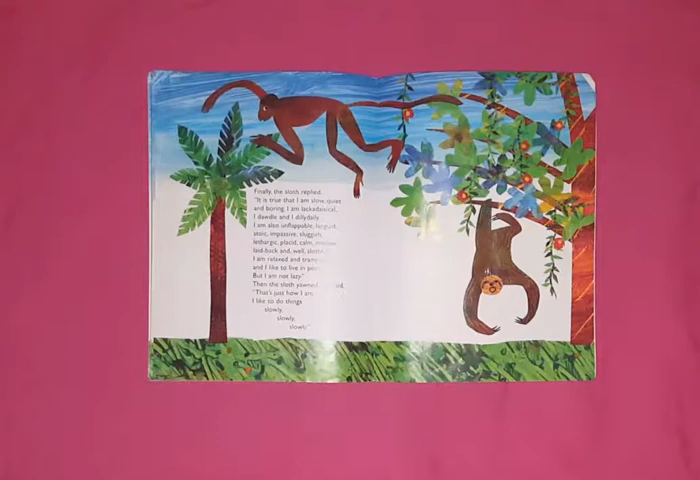 Finally, the sloth replied.
"It is true that I am slow, quiet
and boring. I am lackadaisical,
I dawdle and I dillydally.
I am also unflappable, languid,
stoic, impassive, sluggish,
lethargic, placid, calm,
laid-back and, well,
I am relaxed and
and I like to live in
But I am not lazy."
Then the sloth yawned
"That's just how I am.
I like to do things
slowly,
slowly,
slowly."